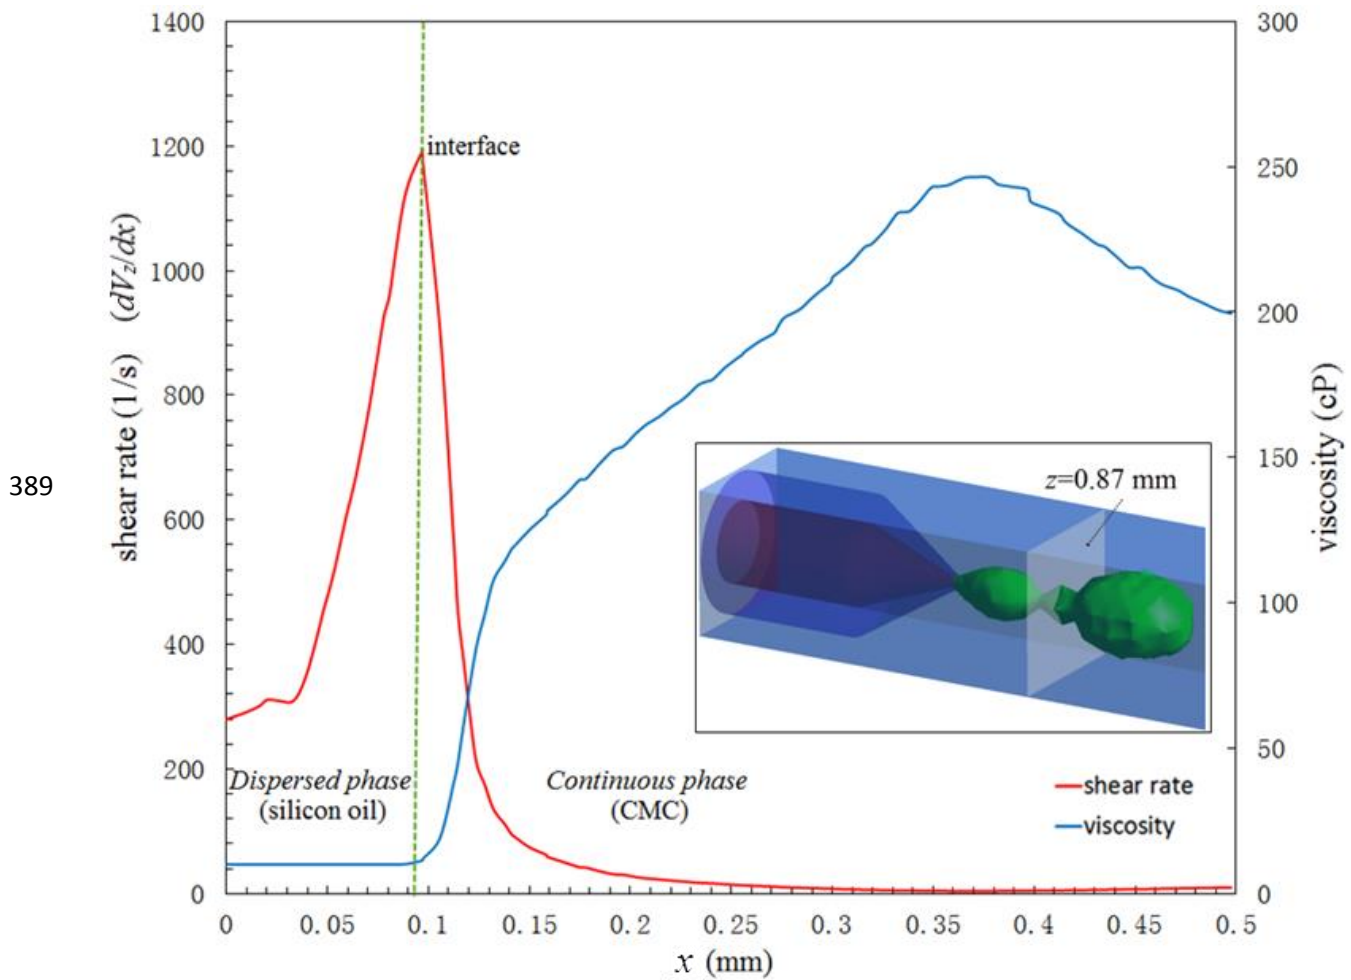 1400
1200
1000
800
600
400
200
0
shear rate (1/s) (dVz/dx)
300
250
200
150
100
50
0
viscosity (cP)
interface
389
z=0.87 mm
Dispersed phase
(silicon oil)
Continuous phase
(CMC)
shear rate
viscosity
0 0.05 0.1 0.15 0.2 0.25 0.3 0.35 0.4 0.45 0.5
x (mm)